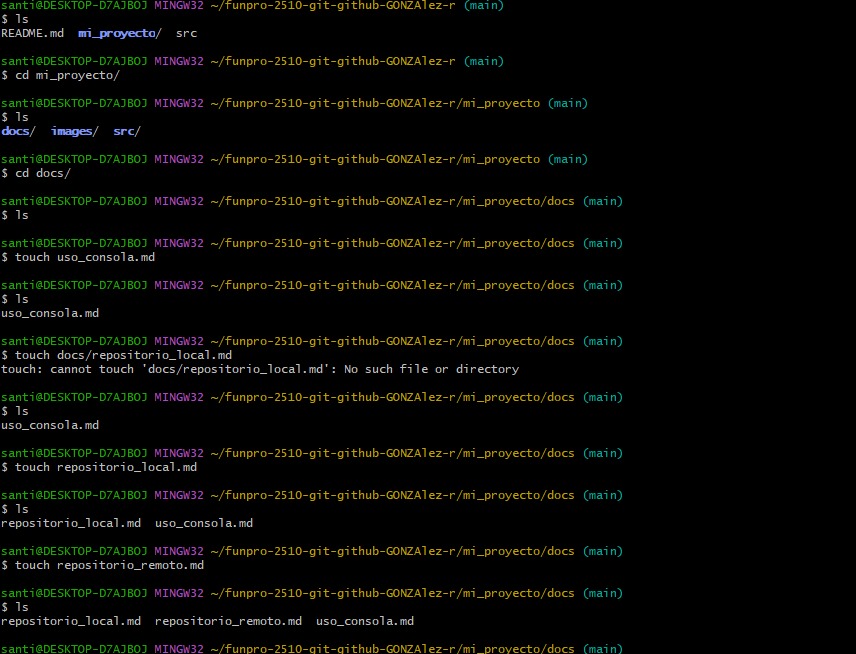 santi@DESKTOP-D7AJBOJ MINGW32 ~/funpro-2510-git-github-GONZAlez-r (main)
$ ls
README.md  mi_proyecto/  src
santi@DESKTOP-D7AJBOJ MINGW32 ~/funpro-2510-git-github-GONZAlez-r (main)
$ cd mi_proyecto/
santi@DESKTOP-D7AJBOJ MINGW32 ~/funpro-2510-git-github-GONZAlez-r/mi_proyecto (main)
$ ls
docs/  images/  src/
santi@DESKTOP-D7AJBOJ MINGW32 ~/funpro-2510-git-github-GONZAlez-r/mi_proyecto (main)
$ cd docs/
santi@DESKTOP-D7AJBOJ MINGW32 ~/funpro-2510-git-github-GONZAlez-r/mi_proyecto/docs (main)
$ ls
santi@DESKTOP-D7AJBOJ MINGW32 ~/funpro-2510-git-github-GONZAlez-r/mi_proyecto/docs (main)
$ touch uso_consola.md
santi@DESKTOP-D7AJBOJ MINGW32 ~/funpro-2510-git-github-GONZAlez-r/mi_proyecto/docs (main)
$ ls
uso_consola.md
santi@DESKTOP-D7AJBOJ MINGW32 ~/funpro-2510-git-github-GONZAlez-r/mi_proyecto/docs (main)
$ touch docs/repositorio_local.md
touch: cannot touch 'docs/repositorio_local.md': No such file or directory
santi@DESKTOP-D7AJBOJ MINGW32 ~/funpro-2510-git-github-GONZAlez-r/mi_proyecto/docs (main)
$ ls
uso_consola.md
santi@DESKTOP-D7AJBOJ MINGW32 ~/funpro-2510-git-github-GONZAlez-r/mi_proyecto/docs (main)
$ touch repositorio_local.md
santi@DESKTOP-D7AJBOJ MINGW32 ~/funpro-2510-git-github-GONZAlez-r/mi_proyecto/docs (main)
$ ls
repositorio_local.md  uso_consola.md
santi@DESKTOP-D7AJBOJ MINGW32 ~/funpro-2510-git-github-GONZAlez-r/mi_proyecto/docs (main)
$ touch repositorio_remoto.md
santi@DESKTOP-D7AJBOJ MINGW32 ~/funpro-2510-git-github-GONZAlez-r/mi_proyecto/docs (main)
$ ls
repositorio_local.md  repositorio_remoto.md  uso_consola.md
santi@DESKTOP-D7AJBOJ MINGW32 ~/funpro-2510-git-github-GONZAlez-r/mi_proyecto/docs (main)